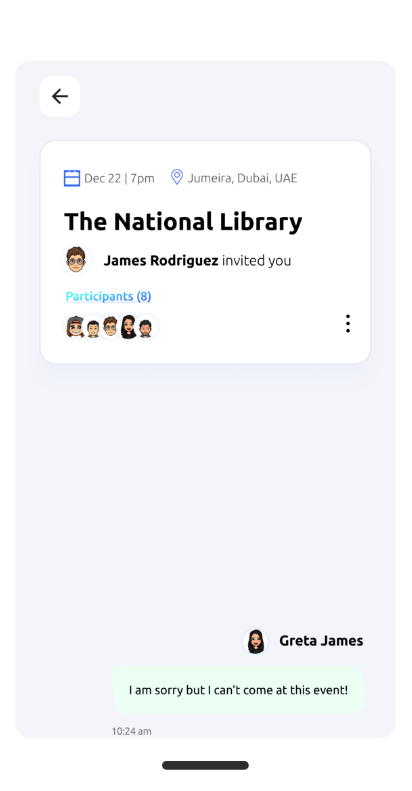 Dec 22 | 7pm Jumeira, Dubai, UAE
The National Library
James Rodriguez invited you
Participants (8)
Greta James
I am sorry but I can't come at this event!
10:24 am